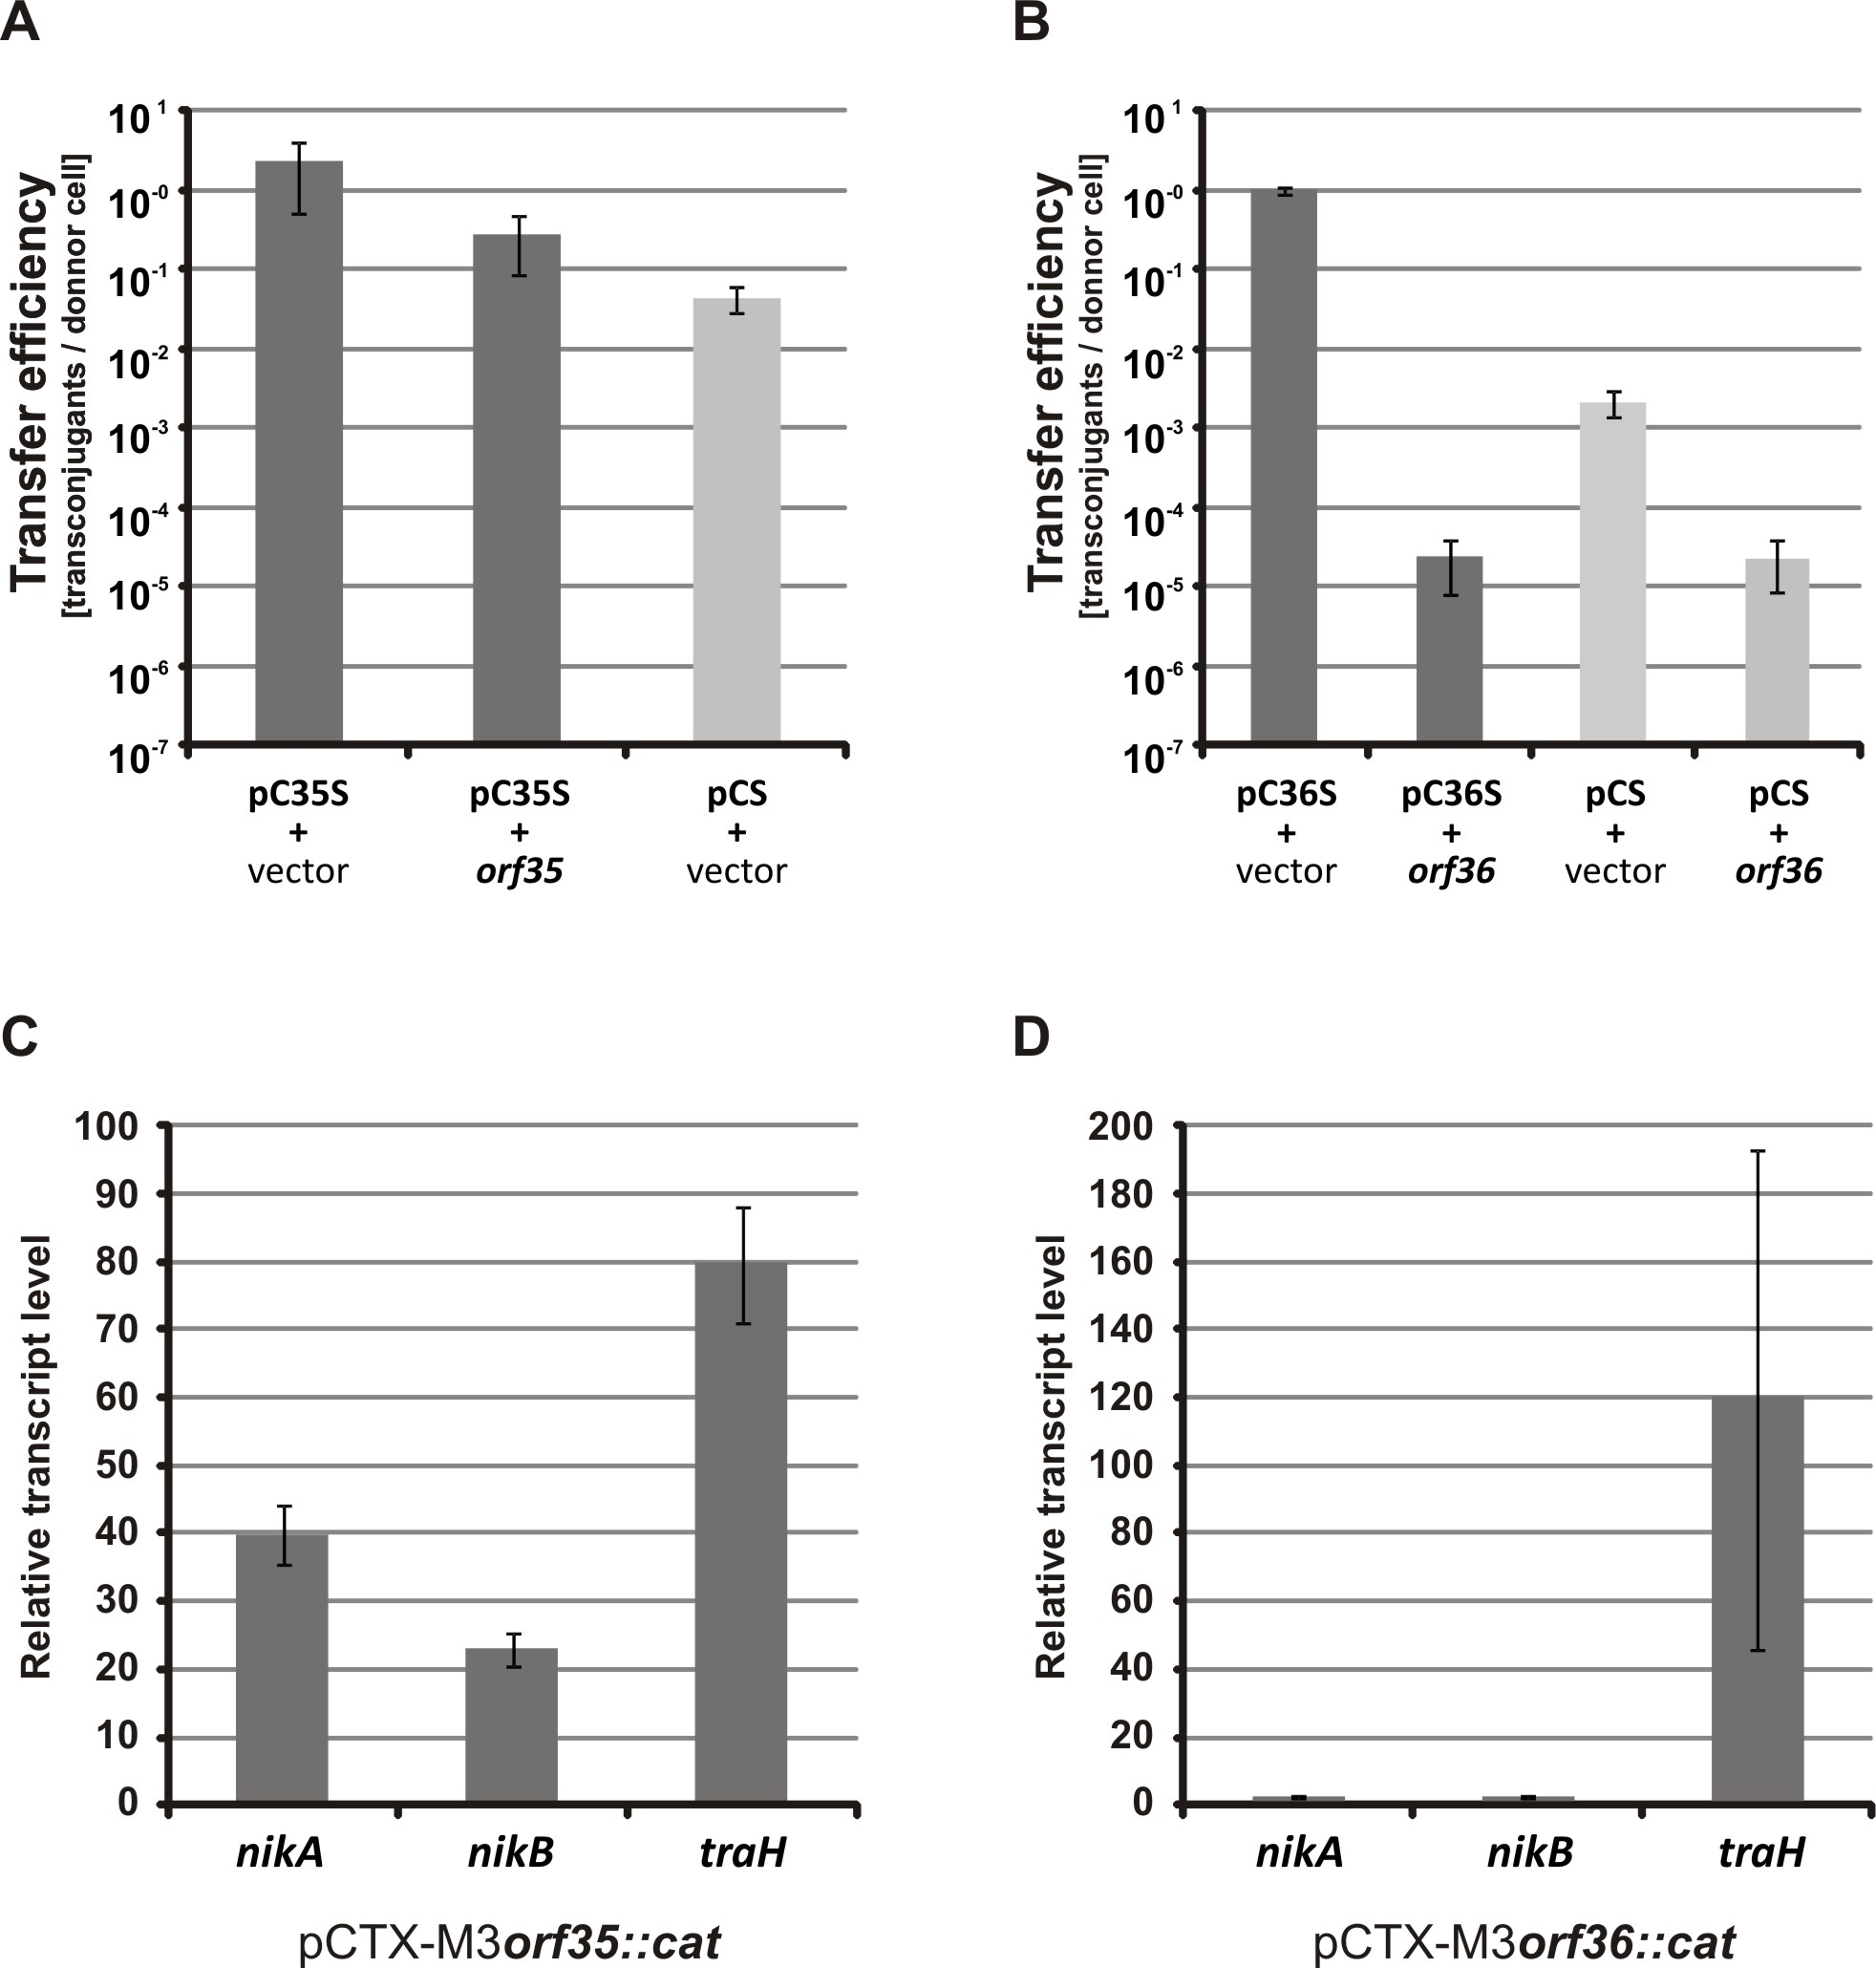 A
Transfer efficiency
[transconjugants / donnor cell]
10^1
10^-0
10^-1
10^-2
10^-3
10^-4
10^-5
10^-6
10^-7
pC35S pC35S pCS
+ + +
vector orf35 vector
B
Transfer efficiency
[transconjugants / donnor cell]
10^1
10^-0
10^-1
10^-2
10^-3
10^-4
10^-5
10^-6
10^-7
pC36S pC36S pCS pCS
+ + + +
vector orf36 vector orf36
C
Relative transcript level
100
90
80
70
60
50
40
30
20
10
0
nikA nikB traH
pCTX-M3orf35::cat
D
Relative transcript level
200
180
160
140
120
100
80
60
40
20
0
nikA nikB traH
pCTX-M3orf36::cat